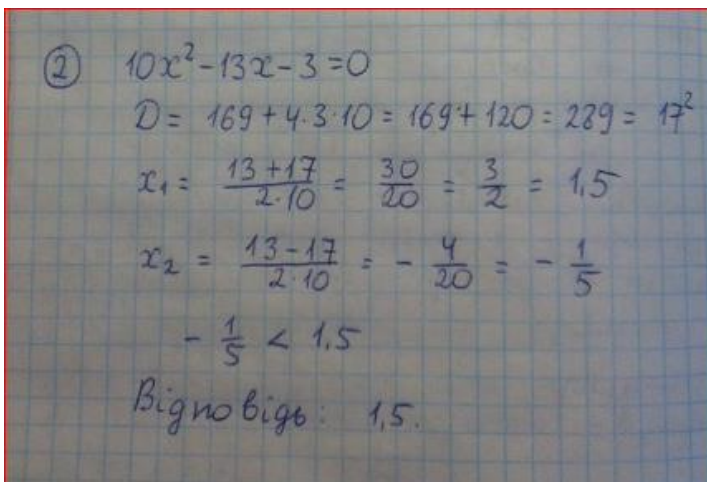 ② 10x² - 13x - 3 = 0
D = 169 + 4·3·10 = 169 + 120 = 289 = 17²
x₁ = (13 + 17)/(2·10) = 30/20 = 3/2 = 1,5
x₂ = (13 - 17)/(2·10) = - 4/20 = - 1/5
- 1/5 < 1,5
Відповідь: 1,5.